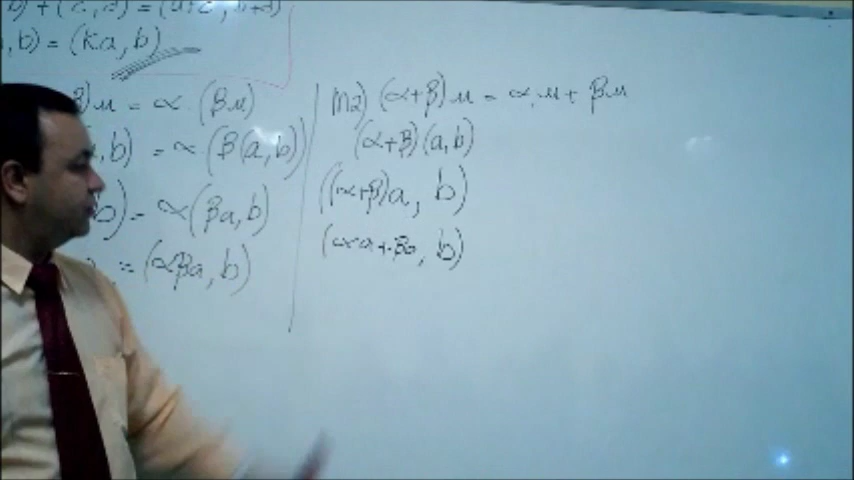 ) + (c, d) = (a+c, b+d)
, b) = (Ka, b)
)u = α (βu)
, b) = α (β(a, b))
b) = α(βa, b)
= (αβa, b)
M2) (α+β) u = α.u + βu
(α+β) (a, b)
((α+β)a, b)
(αa+βa, b)